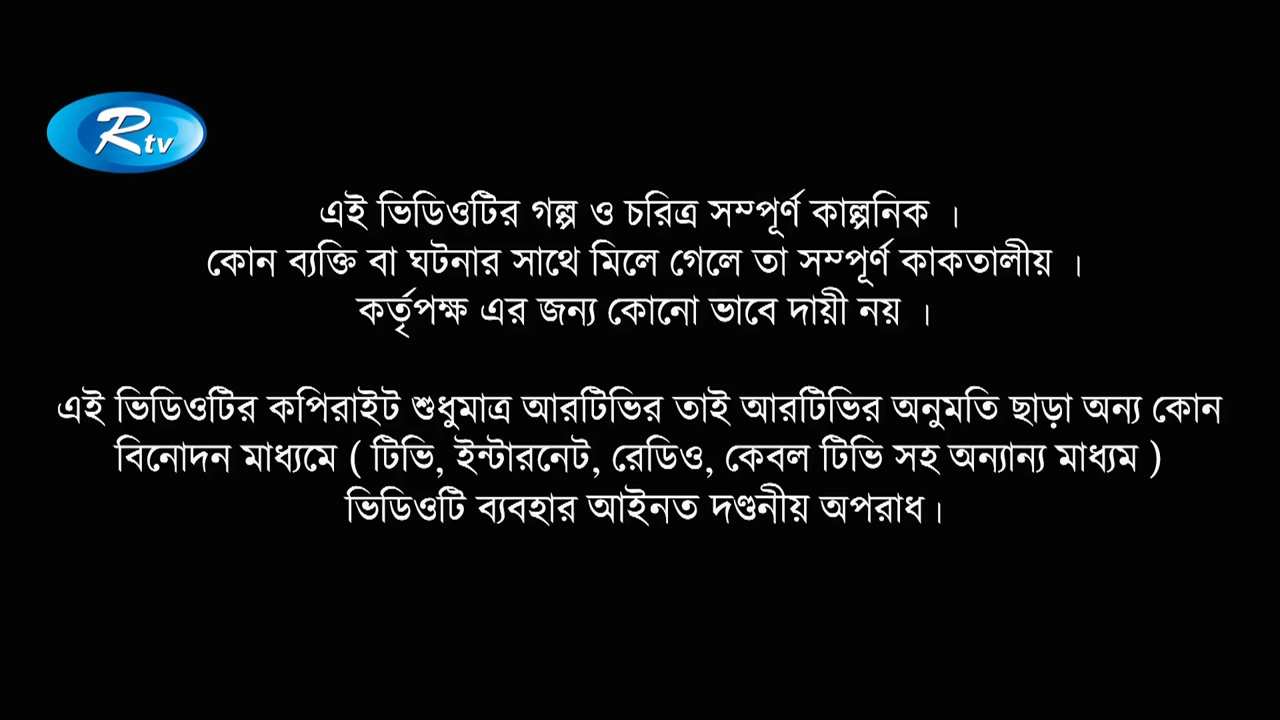 Rtv
এই ভিডিওটির গল্প ও চরিত্র সম্পূর্ণ কাল্পনিক ।
কোন ব্যক্তি বা ঘটনার সাথে মিলে গেলে তা সম্পূর্ণ কাকতালীয় ।
কর্তৃপক্ষ এর জন্য কোনো ভাবে দায়ী নয় ।
এই ভিডিওটির কপিরাইট শুধুমাত্র আরটিভির তাই আরটিভির অনুমতি ছাড়া অন্য কোন
বিনোদন মাধ্যমে ( টিভি, ইন্টারনেট, রেডিও, কেবল টিভি সহ অন্যান্য মাধ্যম )
ভিডিওটি ব্যবহার আইনত দণ্ডনীয় অপরাধ।